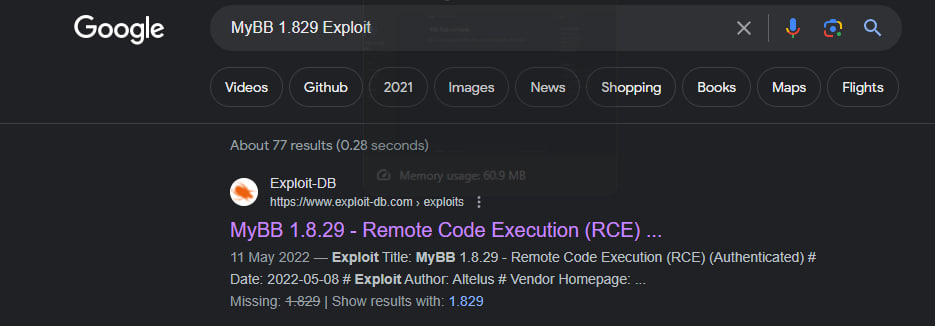 Google
MyBB 1.829 Exploit
Videos Github 2021 Images News Shopping Books Maps Flights
About 77 results (0.28 seconds)
Memory usage: 60.9 MB
Exploit-DB
https://www.exploit-db.com › exploits
MyBB 1.8.29 - Remote Code Execution (RCE) ...
11 May 2022 — Exploit Title: MyBB 1.8.29 - Remote Code Execution (RCE) (Authenticated) #
Date: 2022-05-08 # Exploit Author: Altelus # Vendor Homepage: ...
Missing: 1.829 | Show results with: 1.829